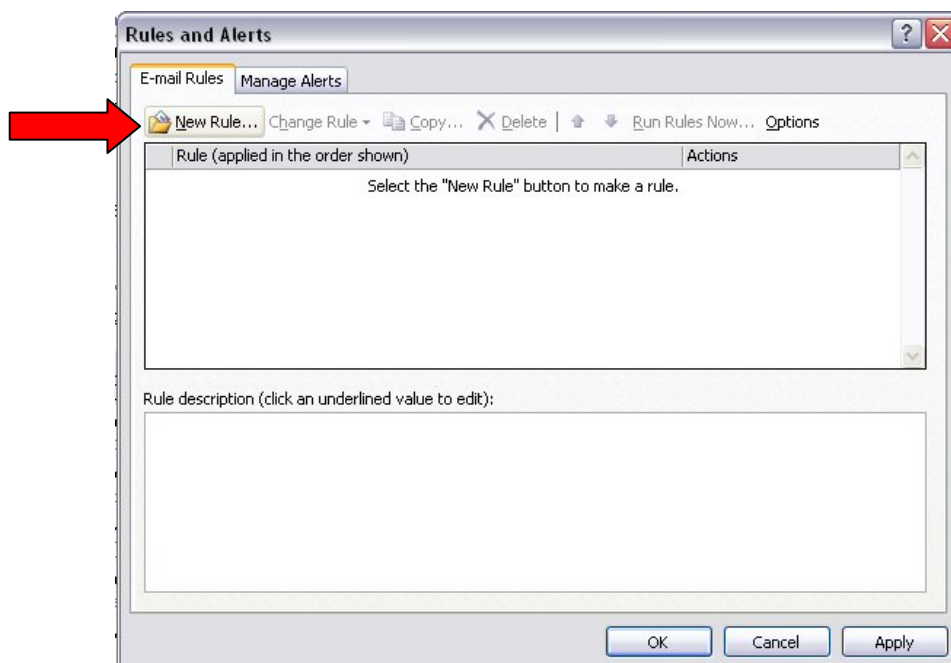 Rules and Alerts
E-mail Rules Manage Alerts
New Rule... Change Rule Copy... Delete Run Rules Now... Options
Rule (applied in the order shown) Actions
Select the "New Rule" button to make a rule.
Rule description (click an underlined value to edit):
OK Cancel Apply